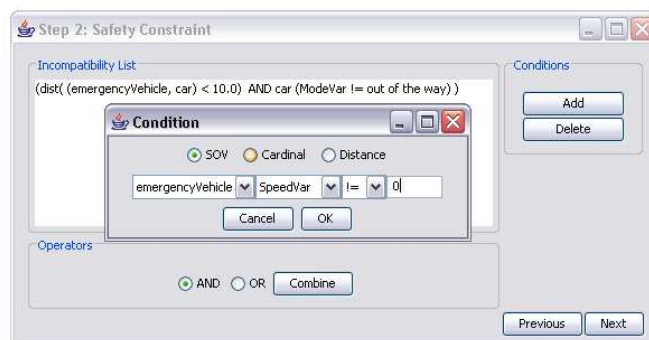 Step 2: Safety Constraint
Incompatibility List
(dist( (emergencyVehicle, car) < 10.0) AND car (ModeVar != out of the way) )
Conditions
Add
Delete
Condition
SOV Cardinal Distance
emergencyVehicle SpeedVar != 0
Cancel OK
Operators
AND OR Combine
Previous Next